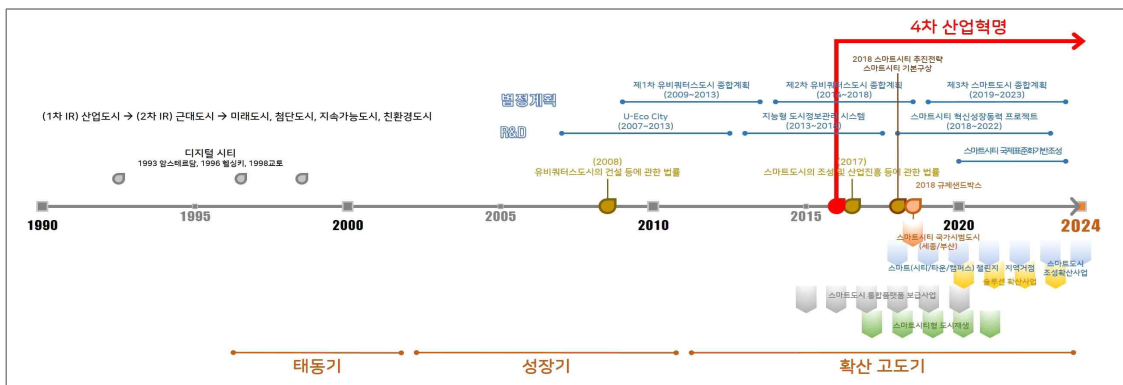 4차 산업혁명
2018 스마트시티 추진전략
스마트시티 기본구상
법정계획
제1차 유비쿼터스도시 종합계획
(2009~2013)
제2차 유비쿼터스도시 종합계획
(2014~2018)
제3차 스마트도시 종합계획
(2019~2023)
R&D
U-Eco City
(2007~2013)
지능형 도시정보관리 시스템
(2013~2018)
스마트시티 혁신성장동력 프로젝트
(2018~2022)
(1차 IR) 산업도시 → (2차 IR) 근대도시 → 미래도시, 첨단도시, 지속가능도시, 친환경도시
스마트시티 국제표준화기반조성
디지털 시티
1993 암스테르담, 1996 헬싱키, 1998교토
(2008)
유비쿼터스도시의 건설 등에 관한 법률
(2017)
스마트도시의 조성 및 산업진흥 등에 관한 법률
2018 규제샌드박스
1990
1995
2000
2005
2010
2015
2020
2024
스마트시티 국가시범도시
(세종/부산)
스마트(시티/타운/캠퍼스) 챌린지
지역거점
스마트도시
조성확산사업
솔루션 확산사업
스마트도시 통합플랫폼 보급사업
스마트시티형 도시재생
태동기
성장기
확산 고도기